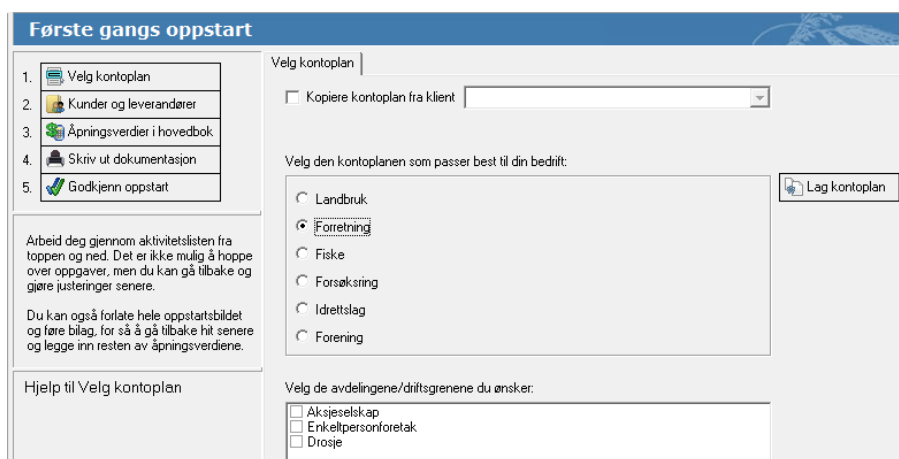 Første gangs oppstart
1. Velg kontoplan
2. Kunder og leverandører
3. Åpningsverdier i hovedbok
4. Skriv ut dokumentasjon
5. Godkjenn oppstart
Arbeid deg gjennom aktivitetslisten fra
toppen og ned. Det er ikke mulig å hoppe
over oppgaver, men du kan gå tilbake og
gjøre justeringer senere.
Du kan også forlate hele oppstartsbildet
og føre bilag, for så å gå tilbake hit senere
og legge inn resten av åpningsverdiene.
Hjelp til Velg kontoplan
Velg kontoplan
Kopiere kontoplan fra klient
Velg den kontoplanen som passer best til din bedrift:
Landbruk
Forretning
Fiske
Forsøksring
Idrettslag
Forening
Lag kontoplan
Velg de avdelingene/driftsgrenene du ønsker:
Aksjeselskap
Enkeltpersonforetak
Drosje